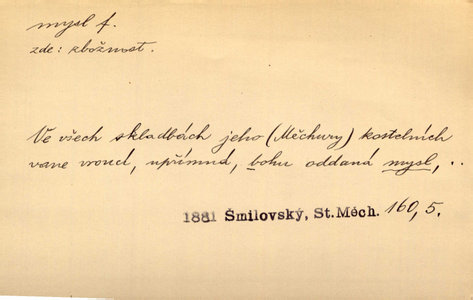 mysl f.
zde: zbožnost.
Ve všech skladbách jeho (Měchury) kostelních
vane vroucí, upřímná, bohu oddaná mysl, ..
1881 Šmilovský, St. Měch. 160, 5.